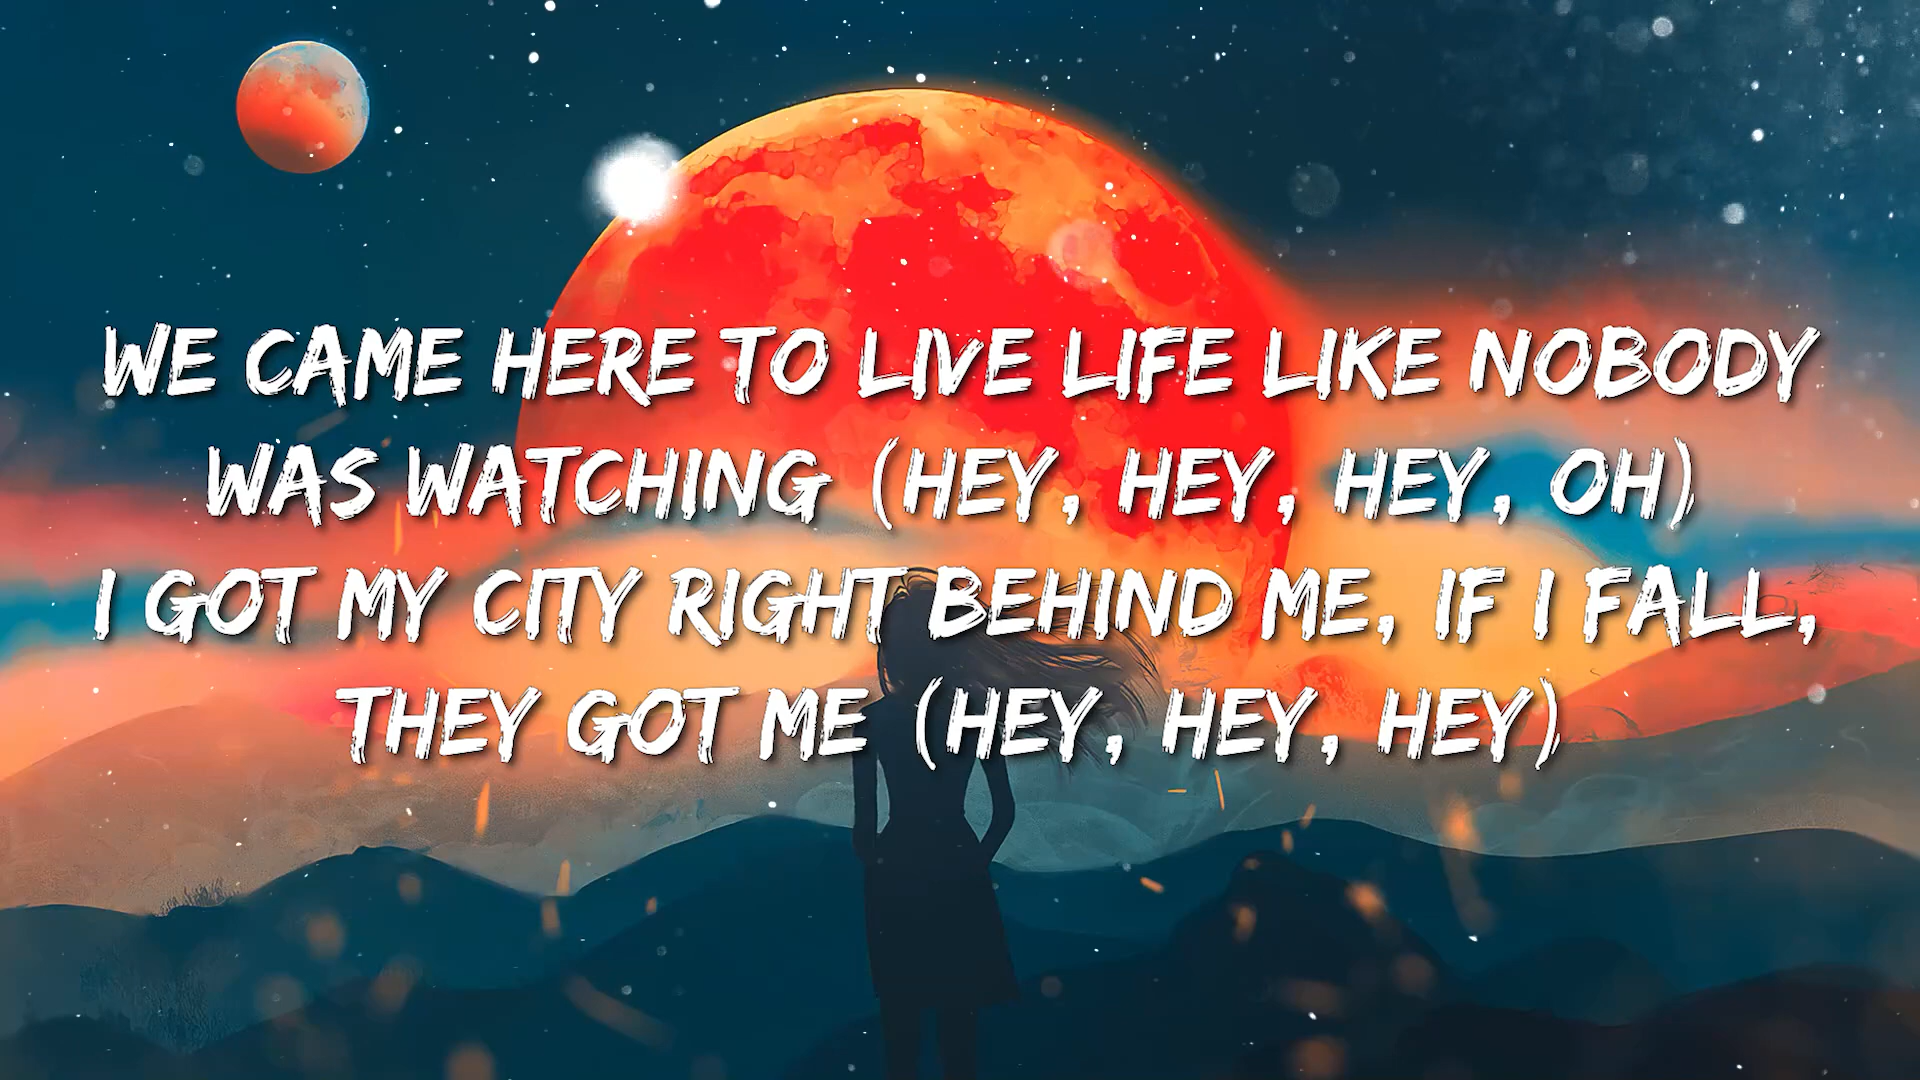 WE CAME HERE TO LIVE LIFE LIKE NOBODY
WAS WATCHING (HEY, HEY, HEY, OH)
I GOT MY CITY RIGHT BEHIND ME, IF I FALL,
THEY GOT ME (HEY, HEY, HEY)